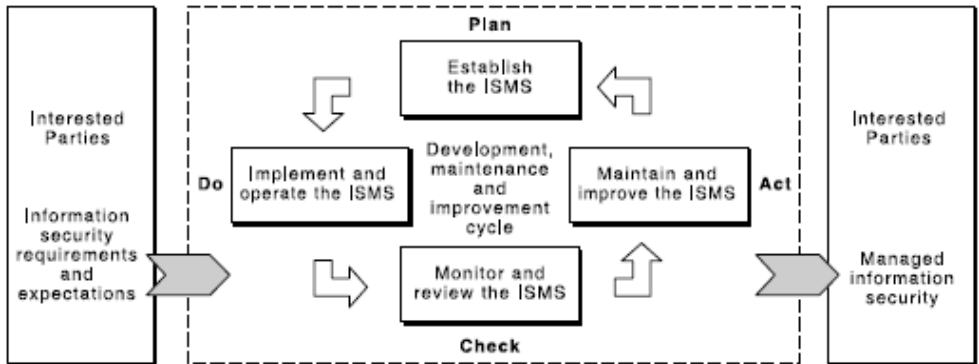 Interested
Parties
Information
security
requirements
and
expectations
Plan
Establish
the ISMS
Do
Implement and
operate the ISMS
Development,
maintenance
and
improvement
cycle
Maintain and
improve the ISMS
Act
Monitor and
review the ISMS
Check
Interested
Parties
Managed
information
security